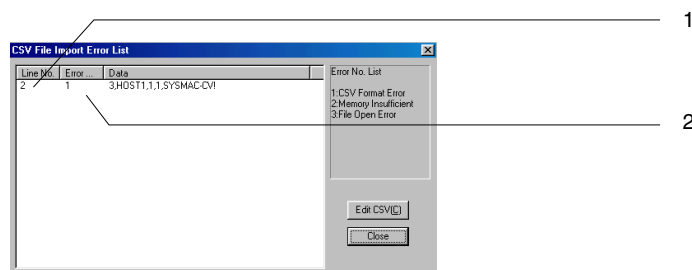 1
CSV File Import Error List
Line No. Error ... Data
2 1 3,HOST1,1,1,SYSMAC-CV!
Error No. List
1:CSV Format Error
2:Memory Insufficient
3:File Open Error
2
Edit CSV(C)
Close